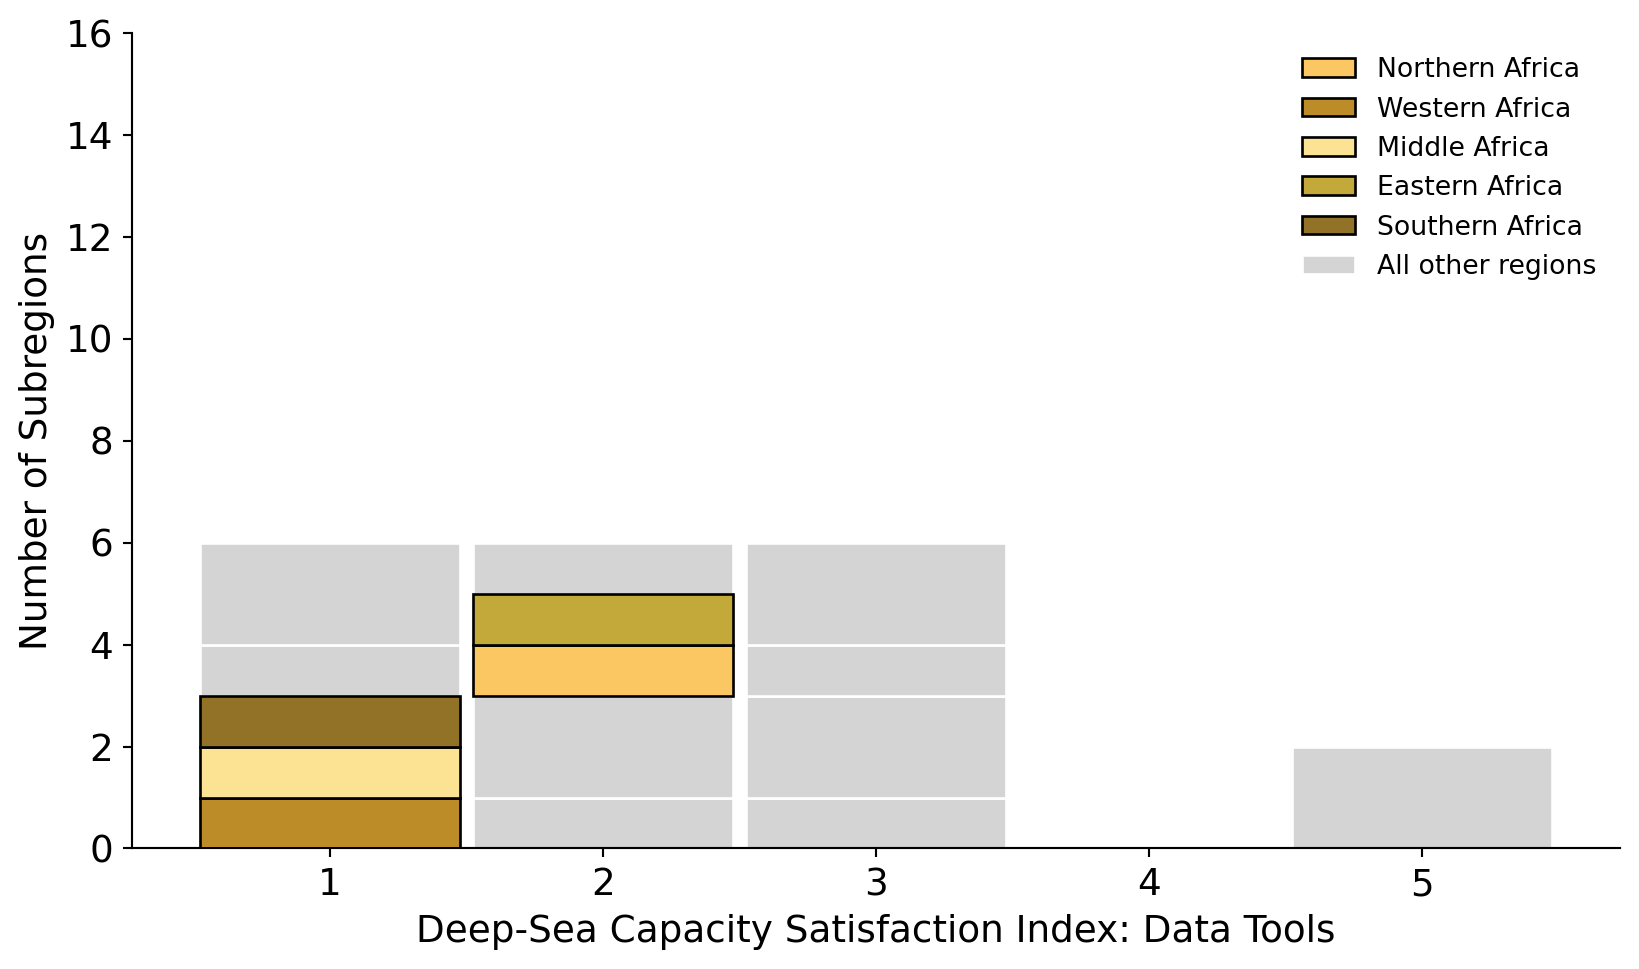 16
14
12
10
8
6
4
2
0
Number of Subregions
Northern Africa
Western Africa
Middle Africa
Eastern Africa
Southern Africa
All other regions
1 2 3 4 5
Deep-Sea Capacity Satisfaction Index: Data Tools